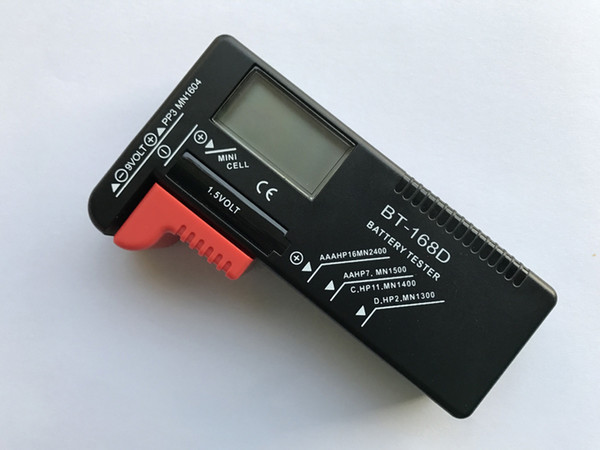 9VOLT
PP3 MN1604
MINI
CELL
CE
1.5VOLT
BT-168D
BATTERY TESTER
AAAHP16MN2400
AAHP7, MN1500
C,HP11,MN1400
D,HP2,MN1300